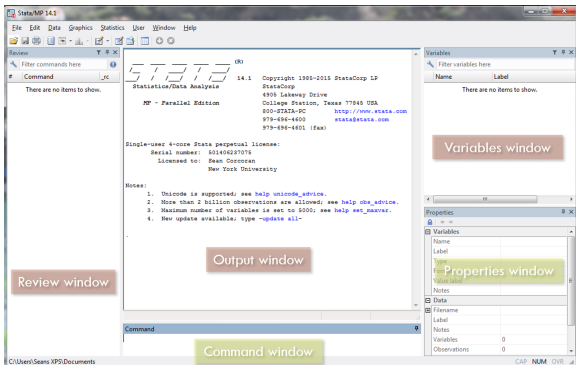 Stata/MP 14.1
File Edit Data Graphics Statistics User Window Help
Review
Filter commands here
# Command _rc
There are no items to show.
(R)
14.1 Copyright 1985-2015 StataCorp LP
Statistics/Data Analysis StataCorp
4905 Lakeway Drive
MP - Parallel Edition College Station, Texas 77845 USA
800-STATA-PC http://www.stata.com
979-696-4600 stata@stata.com
979-696-4601 (fax)
Single-user 4-core Stata perpetual license:
Serial number: 501406237075
Licensed to: Sean Corcoran
New York University
Notes:
1. Unicode is supported; see help unicode_advice.
2. More than 2 billion observations are allowed; see help obs_advice.
3. Maximum number of variables is set to 5000; see help set_maxvar.
4. New update available; type -update all-
.
Output window
Review window
Command
Command window
Variables
Filter variables here
Name Label
There are no items to show.
Variables window
Properties
Variables
Name
Label
Type
Value label
Notes
Properties window
Data
Filename
Label
Notes
Variables 0
Observations 0
C:\Users\Seans XPS\Documents
CAP NUM OVR